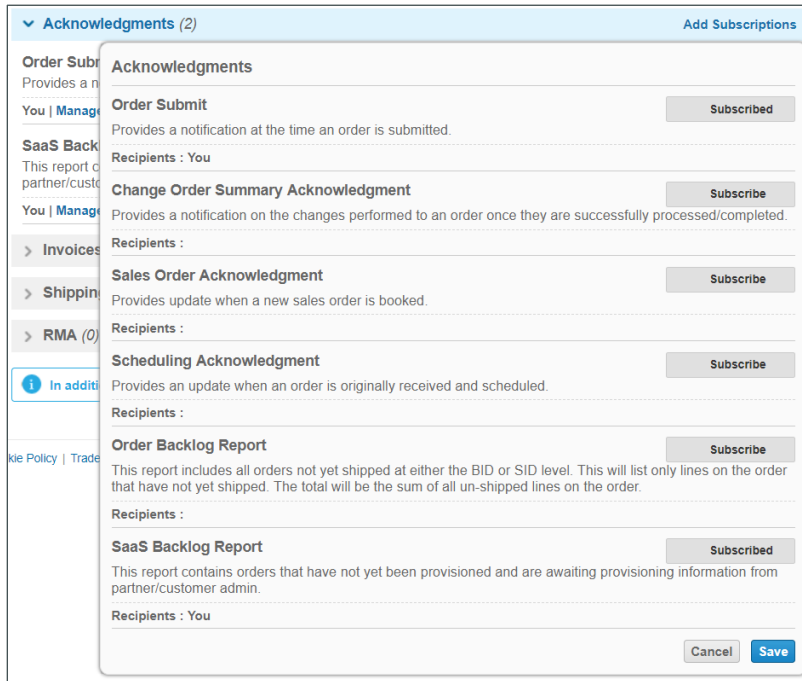 Acknowledgments (2) Add Subscriptions
Order Subr
Provides a n
You | Manage
SaaS Back
This report c
partner/custo
You | Manage
Invoices
Shipping
RMA (0)
In additi
kie Policy | Trade
Acknowledgments
Order Submit Subscribed
Provides a notification at the time an order is submitted.
Recipients : You
Change Order Summary Acknowledgment Subscribe
Provides a notification on the changes performed to an order once they are successfully processed/completed.
Recipients :
Sales Order Acknowledgment Subscribe
Provides update when a new sales order is booked.
Recipients :
Scheduling Acknowledgment Subscribe
Provides an update when an order is originally received and scheduled.
Recipients :
Order Backlog Report Subscribe
This report includes all orders not yet shipped at either the BID or SID level. This will list only lines on the order
that have not yet shipped. The total will be the sum of all un-shipped lines on the order.
Recipients :
SaaS Backlog Report Subscribed
This report contains orders that have not yet been provisioned and are awaiting provisioning information from
partner/customer admin.
Recipients : You
Cancel Save